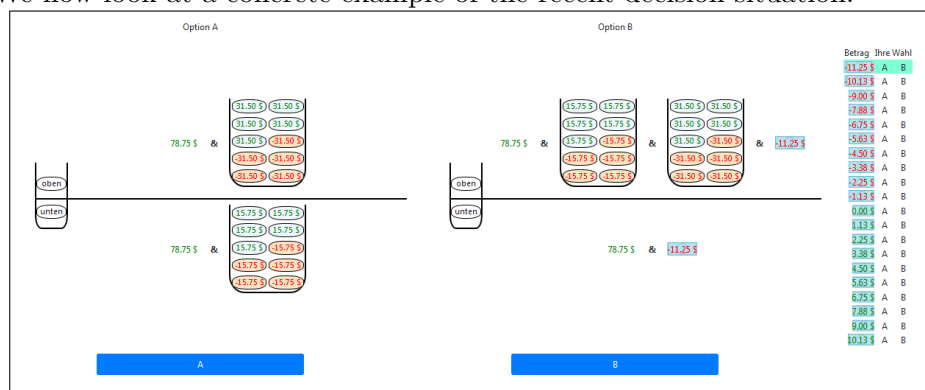 We now look at a concrete example of the recent decision situation.
Option A
Option B
Betrag Ihre Wahl
-11.25 $ A B
-10.13 $ A B
-9.00 $ A B
-7.88 $ A B
-6.75 $ A B
-5.63 $ A B
-4.50 $ A B
-3.38 $ A B
-2.25 $ A B
-1.13 $ A B
0.00 $ A B
1.13 $ A B
2.25 $ A B
3.38 $ A B
4.50 $ A B
5.63 $ A B
6.75 $ A B
7.88 $ A B
9.00 $ A B
10.13 $ A B
oben
78.75 $ &
31.50 $ 31.50 $
31.50 $ 31.50 $
31.50 $ -31.50 $
-31.50 $ -31.50 $
-31.50 $ -31.50 $
unten
78.75 $ &
15.75 $ 15.75 $
15.75 $ 15.75 $
15.75 $ -15.75 $
-15.75 $ -15.75 $
-15.75 $ -15.75 $
A
oben
78.75 $ &
15.75 $ 15.75 $
15.75 $ 15.75 $
15.75 $ -15.75 $
-15.75 $ -15.75 $
-15.75 $ -15.75 $
&
31.50 $ 31.50 $
31.50 $ 31.50 $
31.50 $ -31.50 $
-31.50 $ -31.50 $
-31.50 $ -31.50 $
& -11.25 $
unten
78.75 $ & -11.25 $
B